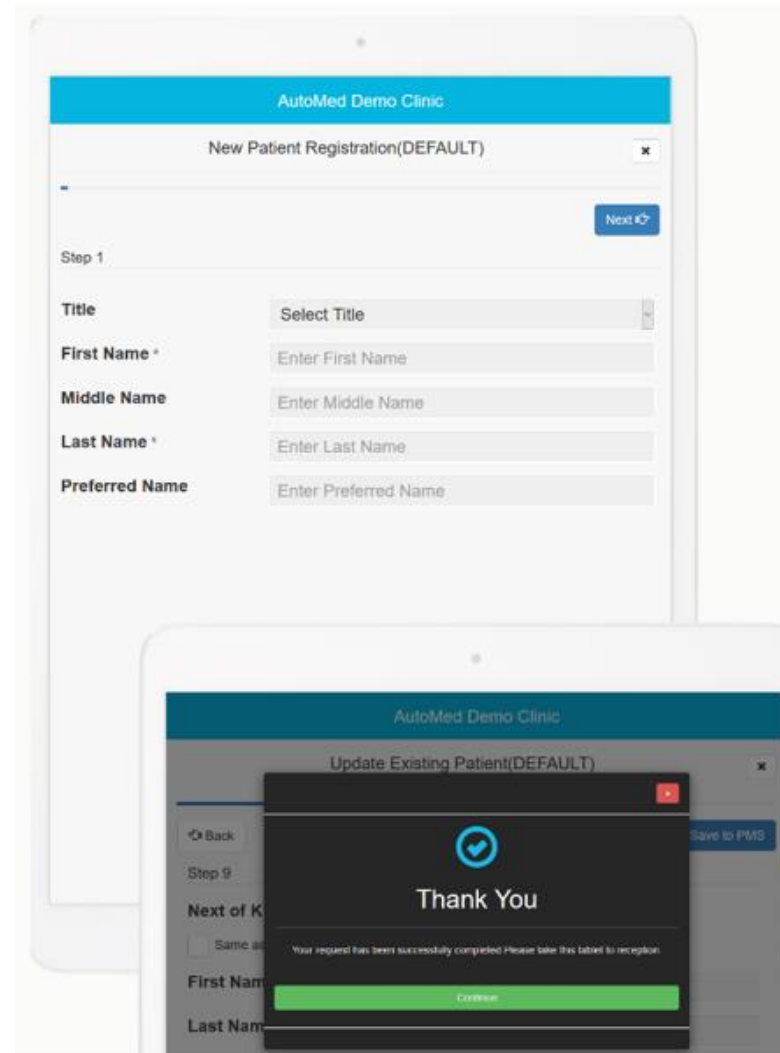 AutoMed Demo Clinic
New Patient Registration(DEFAULT)
Next
Step 1
Title Select Title
First Name * Enter First Name
Middle Name Enter Middle Name
Last Name * Enter Last Name
Preferred Name Enter Preferred Name
AutoMed Demo Clinic
Update Existing Patient(DEFAULT)
Back
Save to PMS
Step 9
Thank You
Next of K
Same as
Your request has been successfully completed.Please take this tablet to reception.
First Nam
Continue
Last Nam